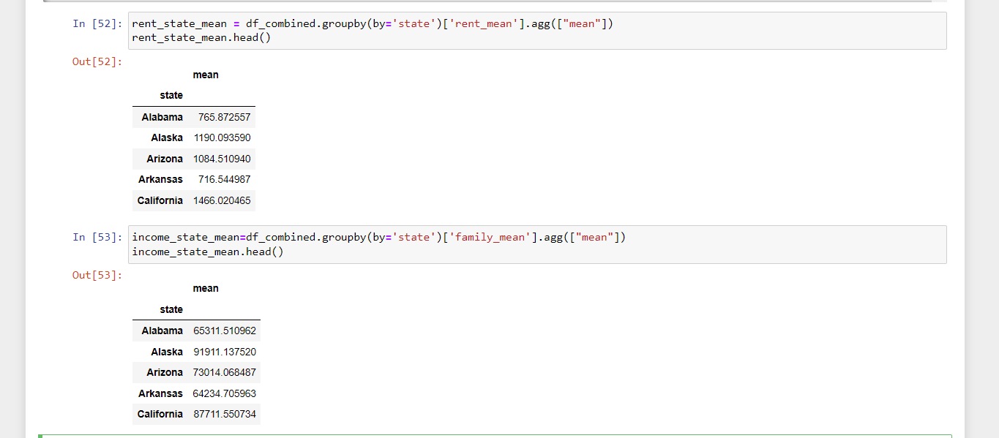 In [52]: rent_state_mean = df_combined.groupby(by='state')['rent_mean'].agg(["mean"])
rent_state_mean.head()
Out[52]:
mean
state
Alabama 765.872557
Alaska 1190.093590
Arizona 1084.510940
Arkansas 716.544987
California 1466.020465
In [53]: income_state_mean=df_combined.groupby(by='state')['family_mean'].agg(["mean"])
income_state_mean.head()
Out[53]:
mean
state
Alabama 65311.510962
Alaska 91911.137520
Arizona 73014.068487
Arkansas 64234.705963
California 87711.550734